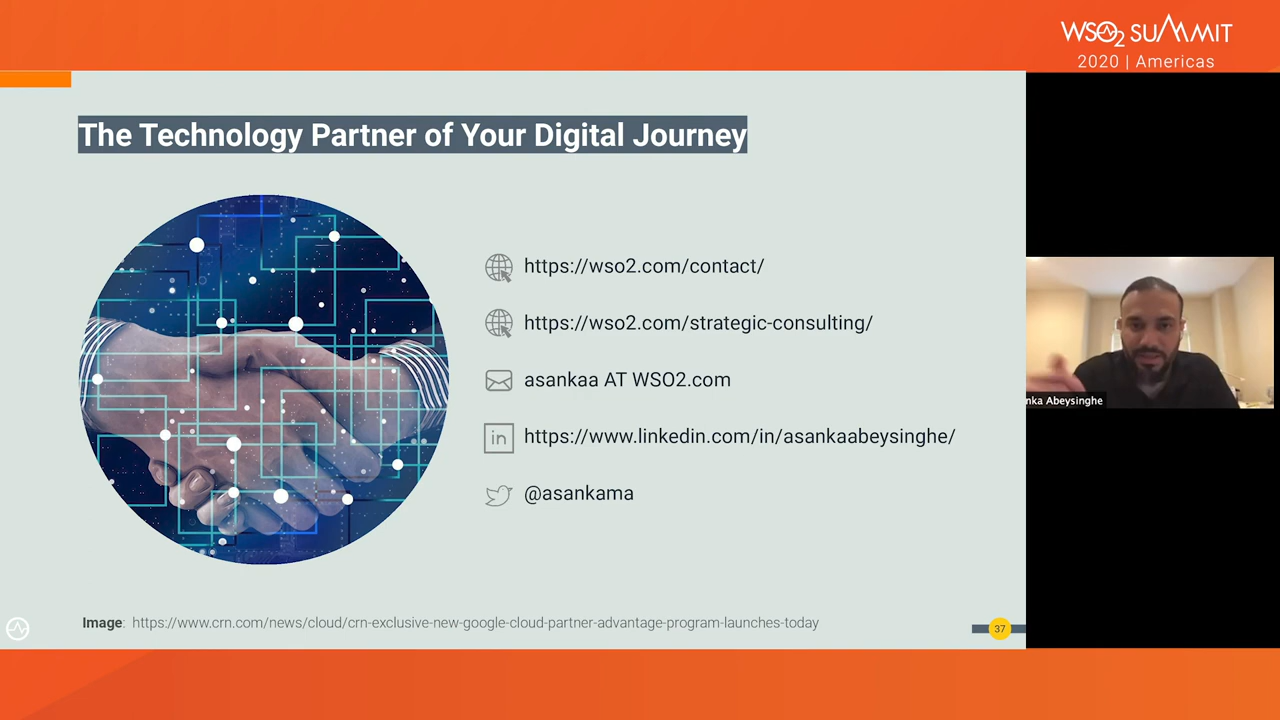 WSO2 SUMMIT
2020 | Americas
The Technology Partner of Your Digital Journey
https://wso2.com/contact/
https://wso2.com/strategic-consulting/
asankaa AT WSO2.com
in https://www.linkedin.com/in/asankaabeysinghe/
@asankama
nka Abeysinghe
Image: https://www.crn.com/news/cloud/crn-exclusive-new-google-cloud-partner-advantage-program-launches-today
37